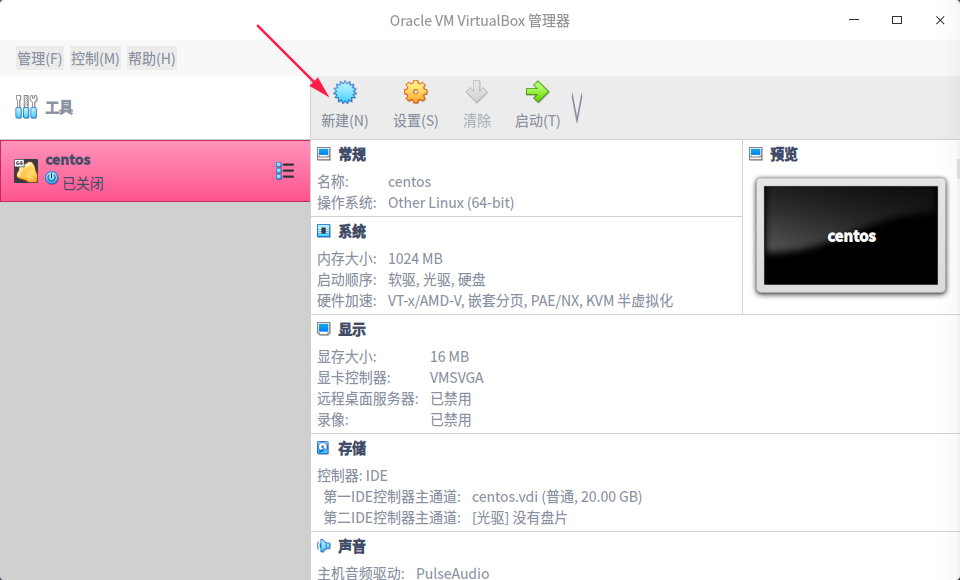 Oracle VM VirtualBox 管理器
管理(F) 控制(M) 帮助(H)
工具
新建(N) 设置(S) 清除 启动(T)
64
centos
已关闭
常规
名称: centos
操作系统: Other Linux (64-bit)
预览
centos
系统
内存大小: 1024 MB
启动顺序: 软驱, 光驱, 硬盘
硬件加速: VT-x/AMD-V, 嵌套分页, PAE/NX, KVM 半虚拟化
显示
显存大小: 16 MB
显卡控制器: VMSVGA
远程桌面服务器: 已禁用
录像: 已禁用
存储
控制器: IDE
第一IDE控制器主通道: centos.vdi (普通, 20.00 GB)
第二IDE控制器主通道: [光驱] 没有盘片
声音
主机音频驱动: PulseAudio